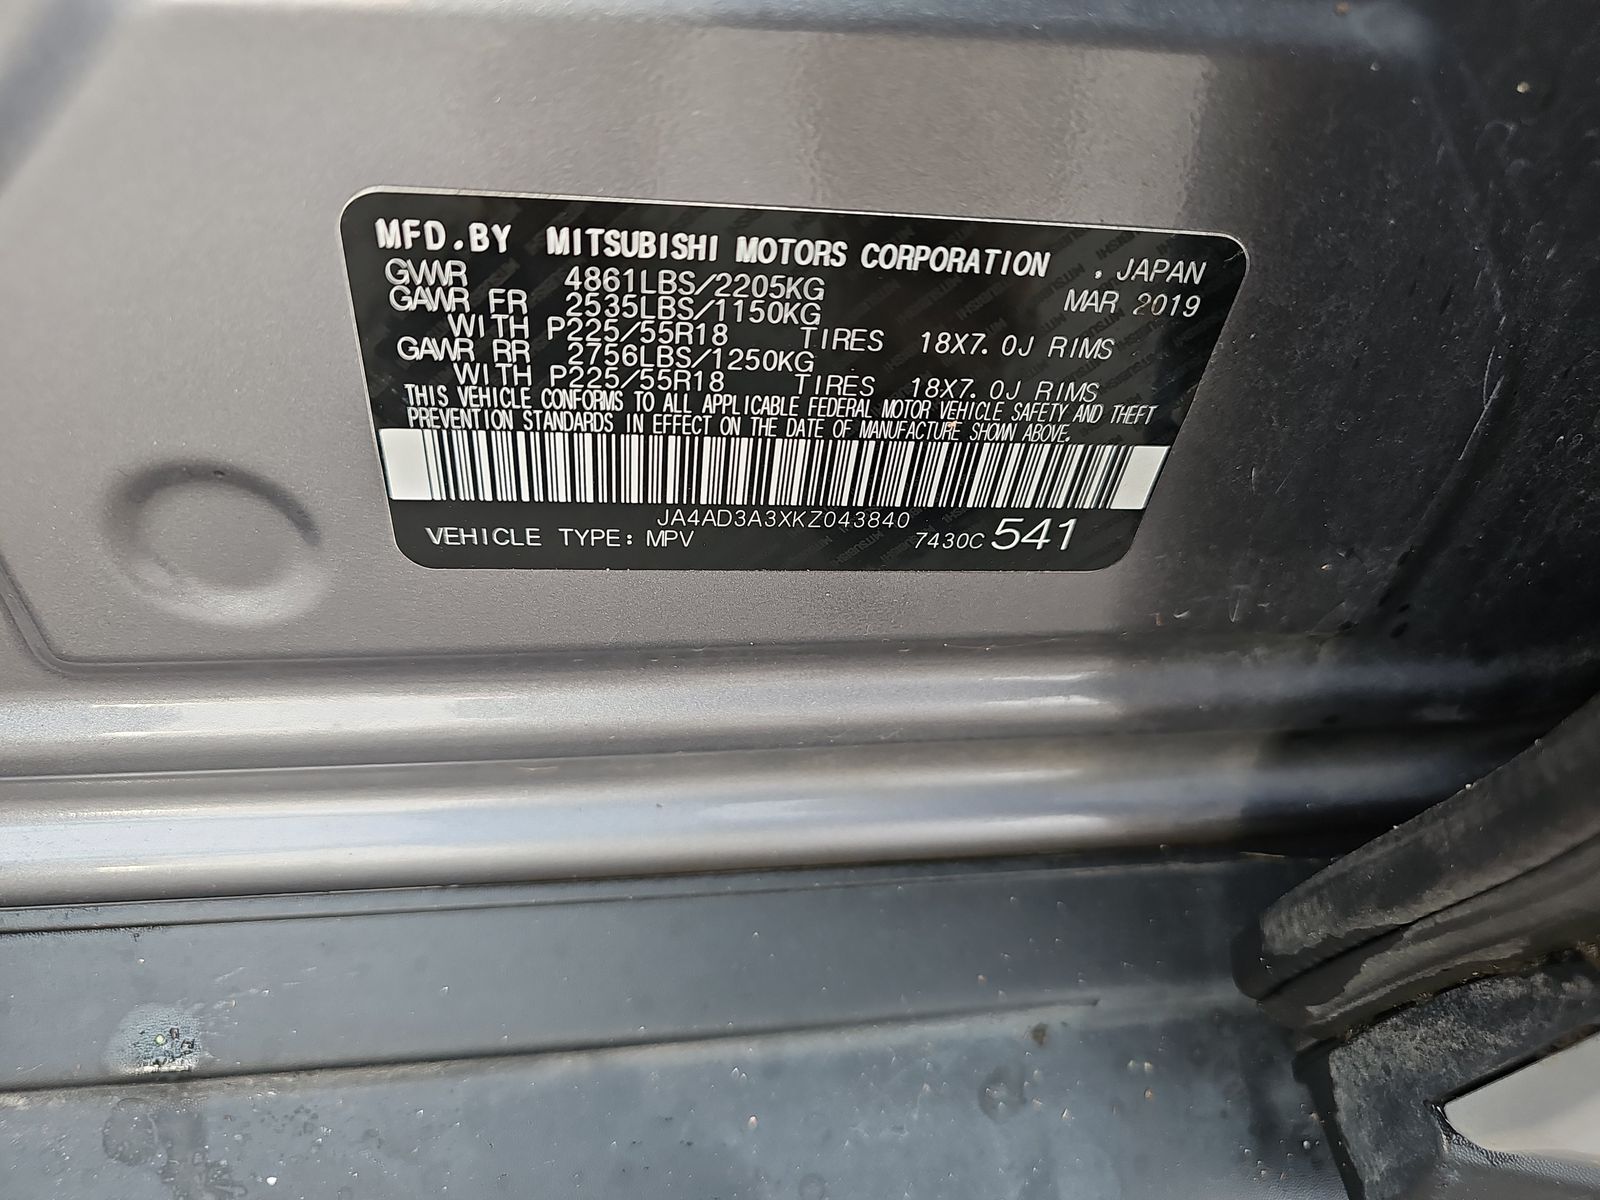 MFD.BY MITSUBISHI MOTORS CORPORATION . JAPAN
GVWR 4861LBS/2205KG MAR 2019
GAWR FR 2535LBS/1150KG
WITH P225/55R18 TIRES 18X7.0J RIMS
GAWR RR 2756LBS/1250KG
WITH P225/55R18 TIRES 18X7.0J RIMS
THIS VEHICLE CONFORMS TO ALL APPLICABLE FEDERAL MOTOR VEHICLE SAFETY AND THEFT
PREVENTION STANDARDS IN EFFECT ON THE DATE OF MANUFACTURE SHOWN ABOVE.
JA4AD3A3XKZ043840
VEHICLE TYPE: MPV 7430C 541